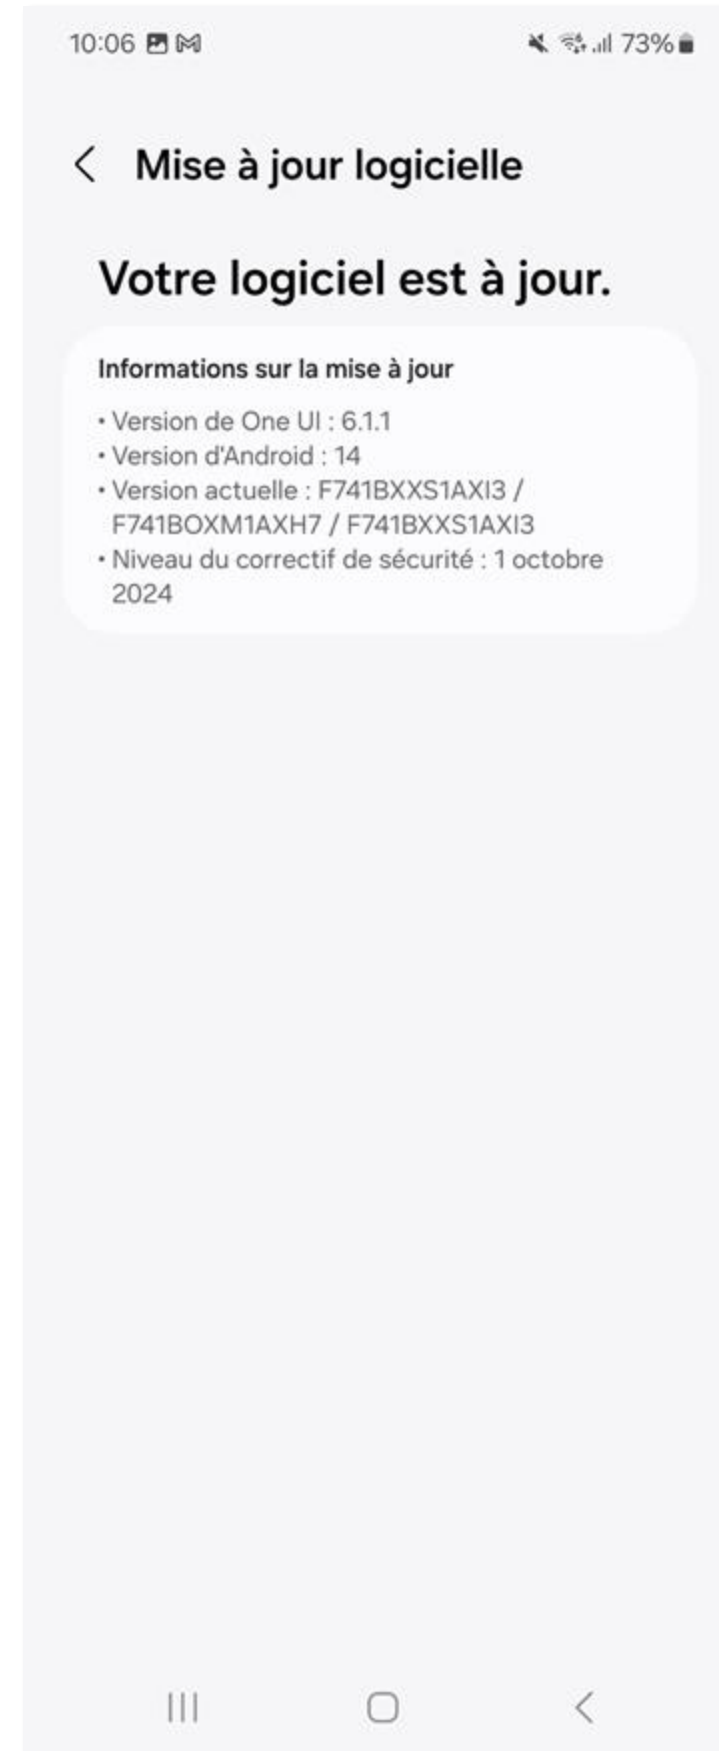 10:06
73%
Mise à jour logicielle
Votre logiciel est à jour.
Informations sur la mise à jour
• Version de One UI : 6.1.1
• Version d'Android : 14
• Version actuelle : F741BXXS1AXI3 /
F741BOXM1AXH7 / F741BXXS1AXI3
• Niveau du correctif de sécurité : 1 octobre
2024